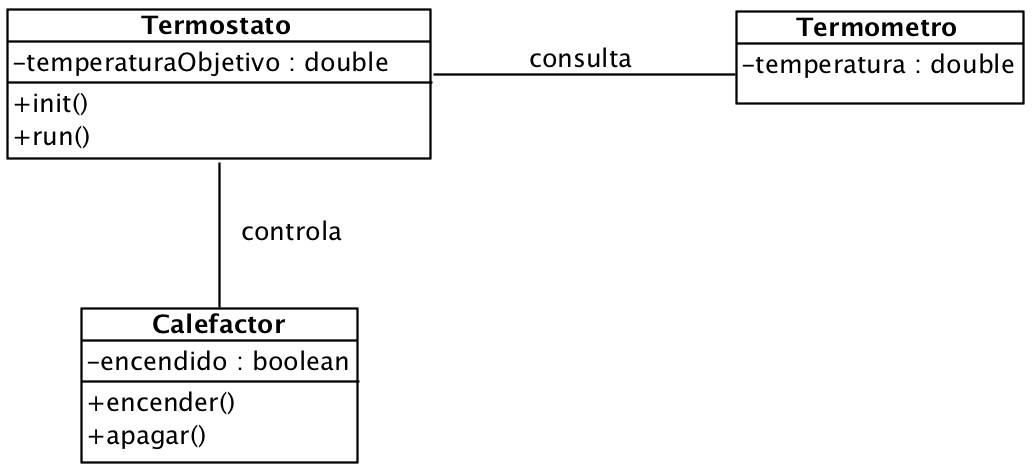 Termostato
-temperaturaObjetivo : double
+init()
+run()
consulta
Termometro
-temperatura : double
controla
Calefactor
-encendido : boolean
+encender()
+apagar()